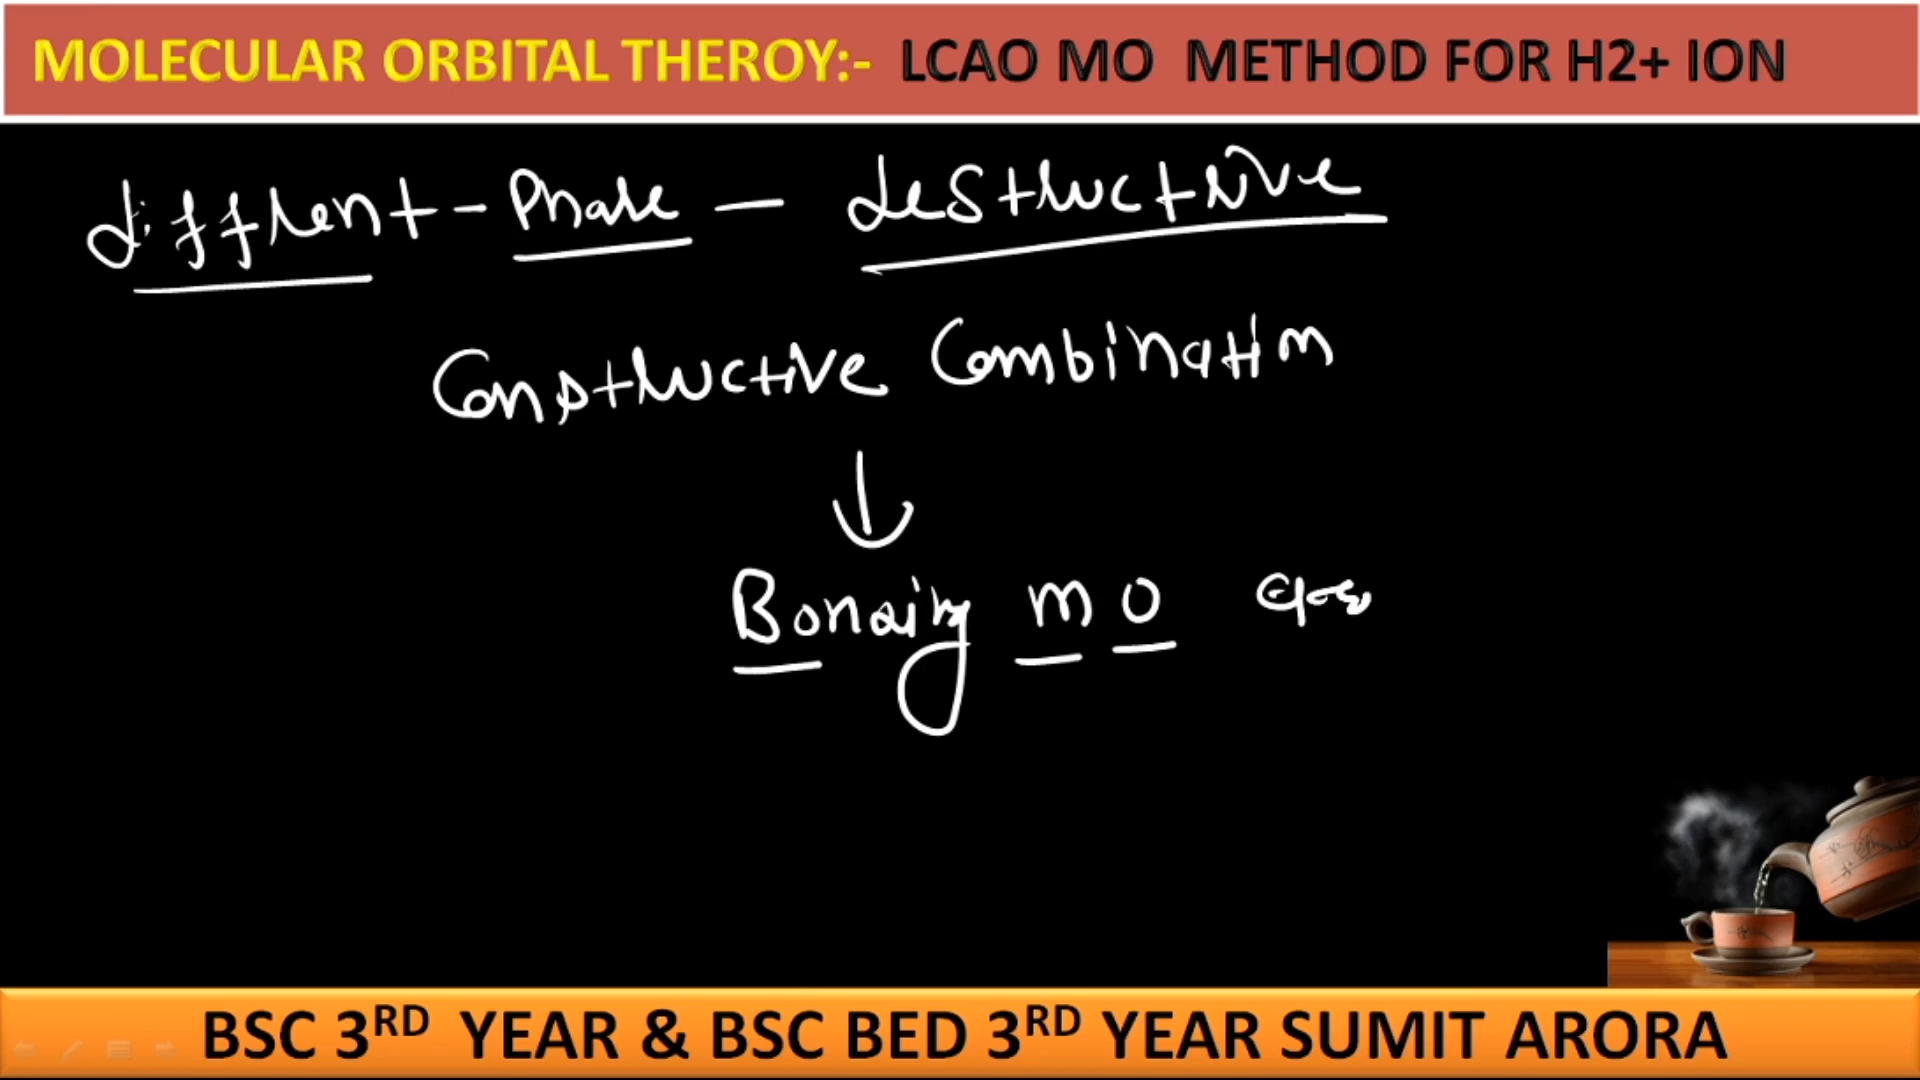 MOLECULAR ORBITAL THEROY:- LCAO MO METHOD FOR H2+ ION
diffrent - Phase - destructive
Constructive Combination
Bonding mo
BSC 3RD YEAR & BSC BED 3RD YEAR SUMIT ARORA